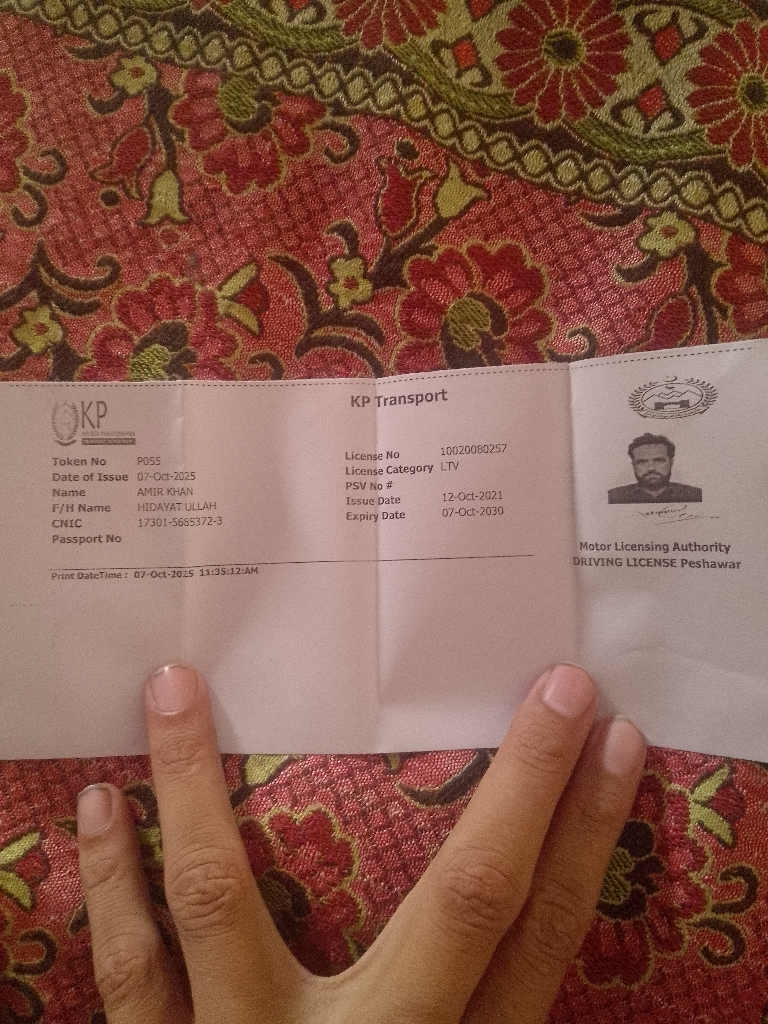 KP
KP Transport
Token No P055
Date of Issue 07-Oct-2025
Name AMIR KHAN
F/H Name HIDAYAT ULLAH
CNIC 17301-5685372-3
Passport No
License No 10020080257
License Category LTV
PSV No #
Issue Date 12-Oct-2021
Expiry Date 07-Oct-2030
Print DateTime : 07-Oct-2025 11:35:12:AM
Motor Licensing Authority
DRIVING LICENSE Peshawar